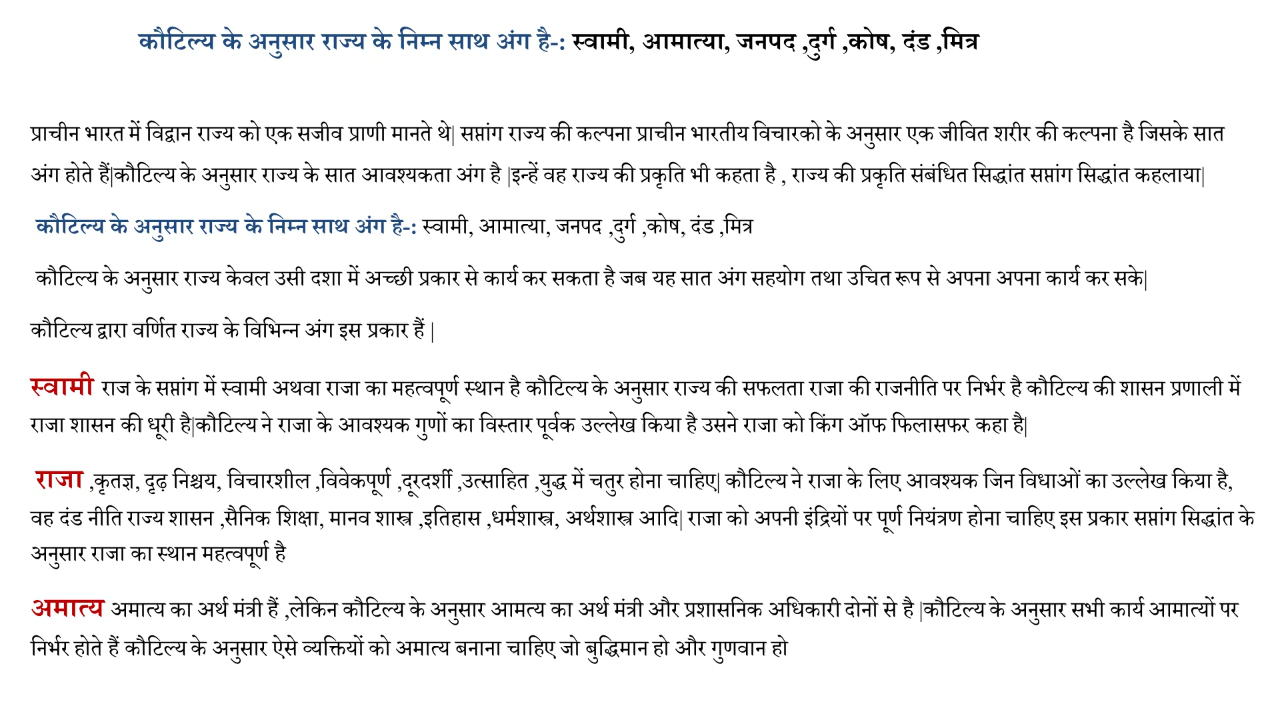 कौटिल्य के अनुसार राज्य के निम्न साथ अंग है-: स्वामी, आमात्या, जनपद ,दुर्ग ,कोष, दंड ,मित्र
प्राचीन भारत में विद्वान राज्य को एक सजीव प्राणी मानते थे| सप्तांग राज्य की कल्पना प्राचीन भारतीय विचारको के अनुसार एक जीवित शरीर की कल्पना है जिसके सात
अंग होते हैं|कौटिल्य के अनुसार राज्य के सात आवश्यकता अंग है |इन्हें वह राज्य की प्रकृति भी कहता है , राज्य की प्रकृति संबंधित सिद्धांत सप्तांग सिद्धांत कहलाया|
कौटिल्य के अनुसार राज्य के निम्न साथ अंग है-: स्वामी, आमात्या, जनपद ,दुर्ग ,कोष, दंड ,मित्र
कौटिल्य के अनुसार राज्य केवल उसी दशा में अच्छी प्रकार से कार्य कर सकता है जब यह सात अंग सहयोग तथा उचित रूप से अपना अपना कार्य कर सके|
कौटिल्य द्वारा वर्णित राज्य के विभिन्न अंग इस प्रकार हैं |
स्वामी राज के सप्तांग में स्वामी अथवा राजा का महत्वपूर्ण स्थान है कौटिल्य के अनुसार राज्य की सफलता राजा की राजनीति पर निर्भर है कौटिल्य की शासन प्रणाली में
राजा शासन की धूरी है|कौटिल्य ने राजा के आवश्यक गुणों का विस्तार पूर्वक उल्लेख किया है उसने राजा को किंग ऑफ फिलासफर कहा है|
राजा ,कृतज्ञ, दृढ़ निश्चय, विचारशील ,विवेकपूर्ण ,दूरदर्शी ,उत्साहित ,युद्ध में चतुर होना चाहिए| कौटिल्य ने राजा के लिए आवश्यक जिन विधाओं का उल्लेख किया है,
वह दंड नीति राज्य शासन ,सैनिक शिक्षा, मानव शास्त्र ,इतिहास ,धर्मशास्त्र, अर्थशास्त्र आदि| राजा को अपनी इंद्रियों पर पूर्ण नियंत्रण होना चाहिए इस प्रकार सप्तांग सिद्धांत के
अनुसार राजा का स्थान महत्वपूर्ण है
अमात्य अमात्य का अर्थ मंत्री हैं ,लेकिन कौटिल्य के अनुसार आमत्य का अर्थ मंत्री और प्रशासनिक अधिकारी दोनों से है |कौटिल्य के अनुसार सभी कार्य आमात्यों पर
निर्भर होते हैं कौटिल्य के अनुसार ऐसे व्यक्तियों को अमात्य बनाना चाहिए जो बुद्धिमान हो और गुणवान हो